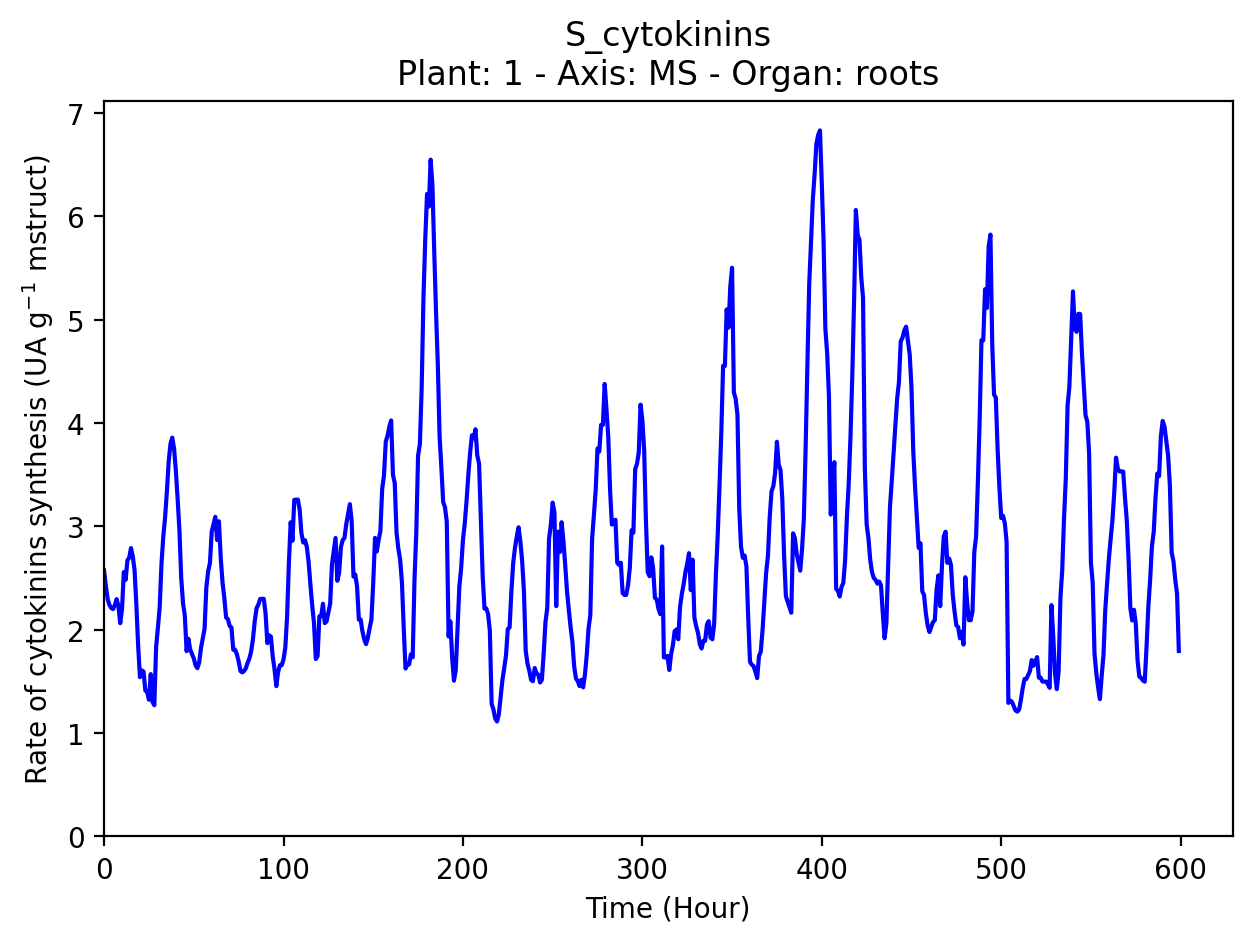 S_cytokinins
Plant: 1 - Axis: MS - Organ: roots
Rate of cytokinins synthesis (UA g⁻¹ mstruct)
7
6
5
4
3
2
1
0
0 100 200 300 400 500 600
Time (Hour)